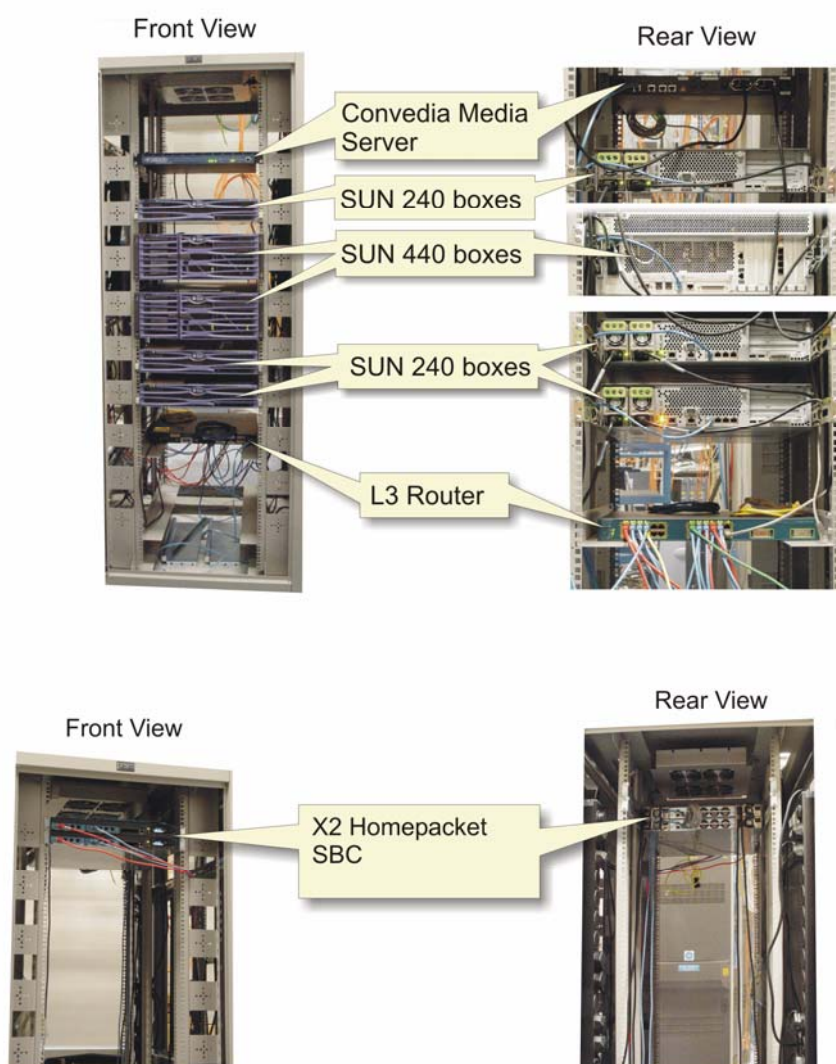 Front View
Rear View
Convedia Media
Server
SUN 240 boxes
SUN 440 boxes
SUN 240 boxes
L3 Router
Front View
Rear View
X2 Homepacket
SBC